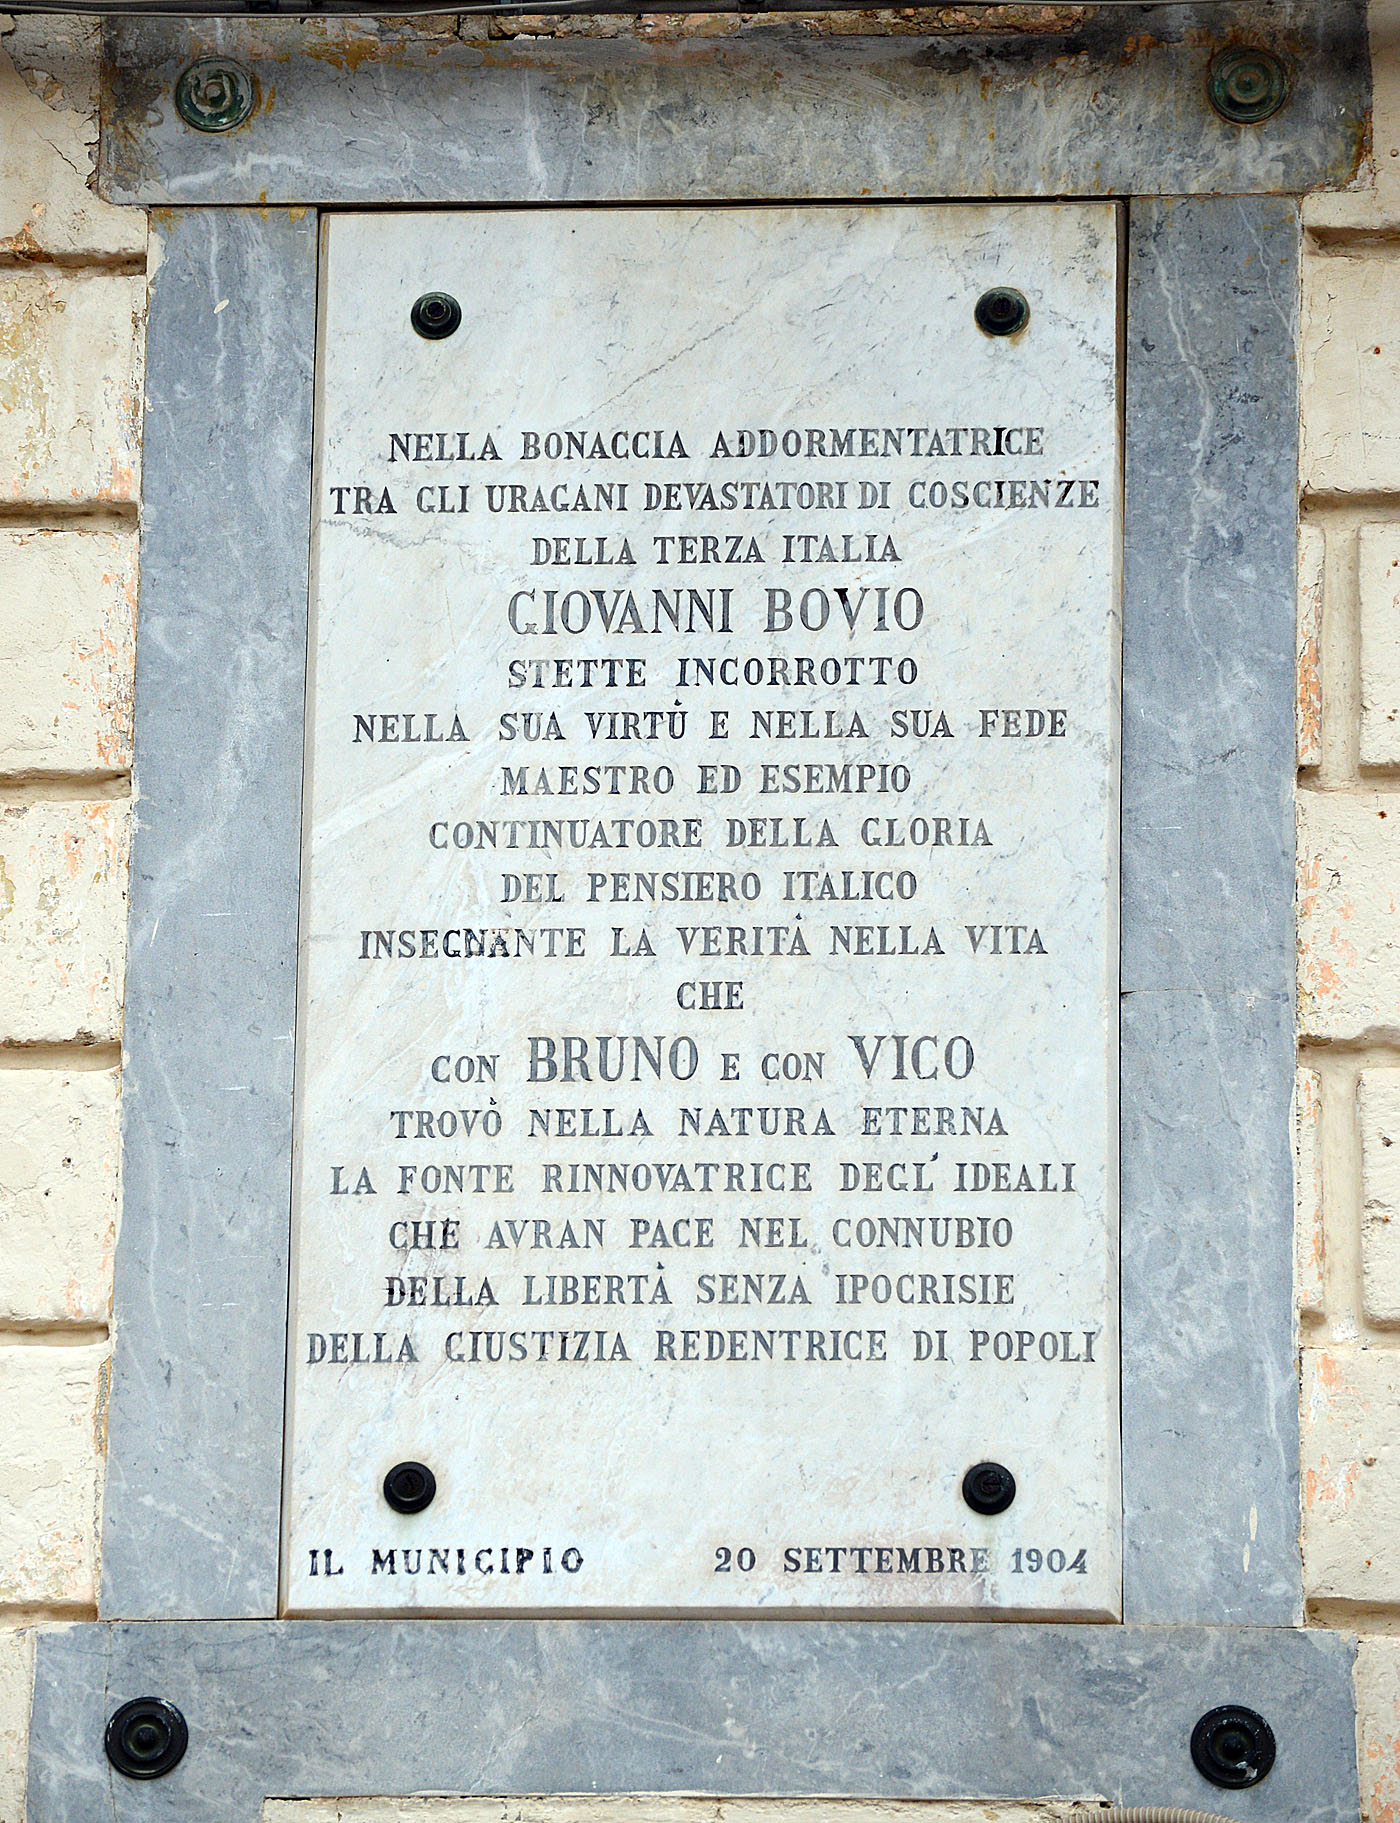 NELLA BONACCIA ADDORMENTATRICE
TRA GLI URAGANI DEVASTATORI DI COSCIENZE
DELLA TERZA ITALIA
GIOVANNI BOVIO
STETTE INCORROTTO
NELLA SUA VIRTÙ E NELLA SUA FEDE
MAESTRO ED ESEMPIO
CONTINUATORE DELLA GLORIA
DEL PENSIERO ITALICO
INSEGNANTE LA VERITÀ NELLA VITA
CHE
CON BRUNO E CON VICO
TROVÒ NELLA NATURA ETERNA
LA FONTE RINNOVATRICE DEGL' IDEALI
CHE AVRAN PACE NEL CONNUBIO
DELLA LIBERTÀ SENZA IPOCRISIE
DELLA GIUSTIZIA REDENTRICE DI POPOLI
IL MUNICIPIO 20 SETTEMBRE 1904